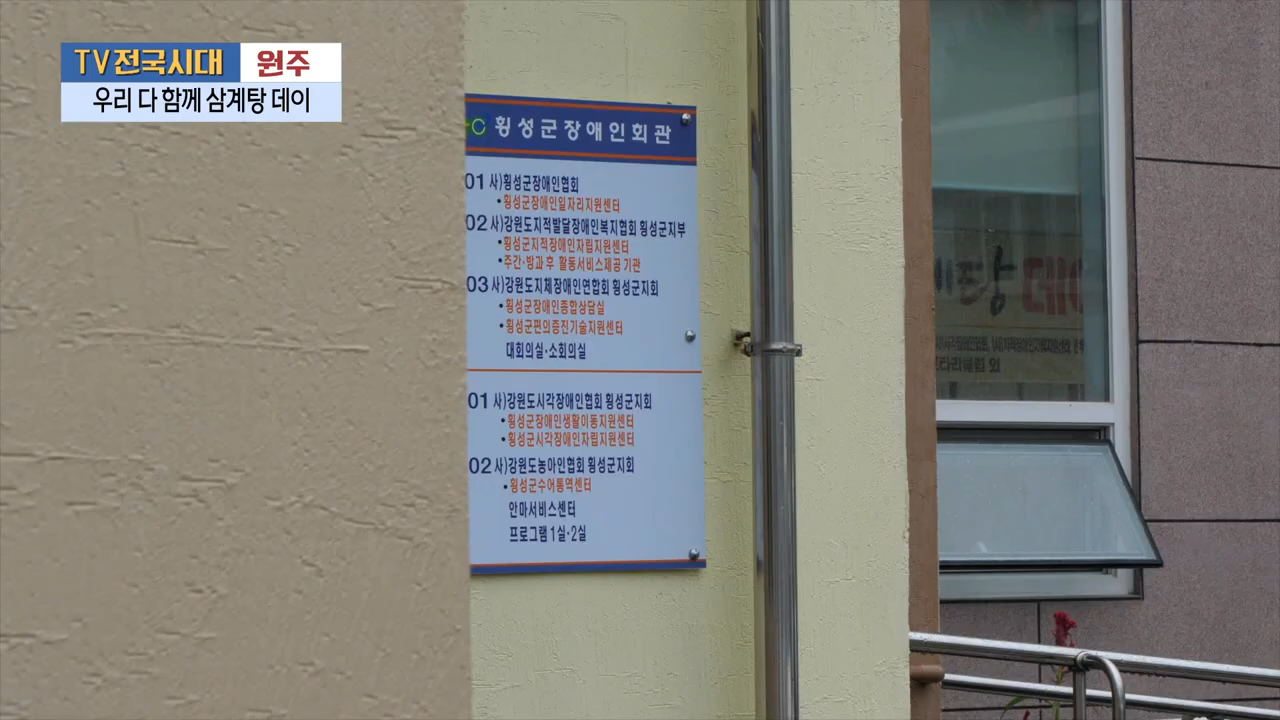 TV전국시대 원주
우리 다 함께 삼계탕 데이
횡성군장애인회관
01 사)횡성군장애인협회
•횡성군장애인일자리지원센터
02 사)강원도지적발달장애인복지협회 횡성군지부
•횡성군지적장애인자립지원센터
•주간·방과 후 활동서비스제공 기관
03 사)강원도지체장애인연합회 횡성군지회
•횡성군장애인종합상담실
•횡성군편의증진기술지원센터
대회의실·소회의실
01 사)강원도시각장애인협회 횡성군지회
•횡성군장애인생활이동지원센터
•횡성군시각장애인자립지원센터
02 사)강원도농아인협회 횡성군지회
•횡성군수어통역센터
안마서비스센터
프로그램 1실·2실